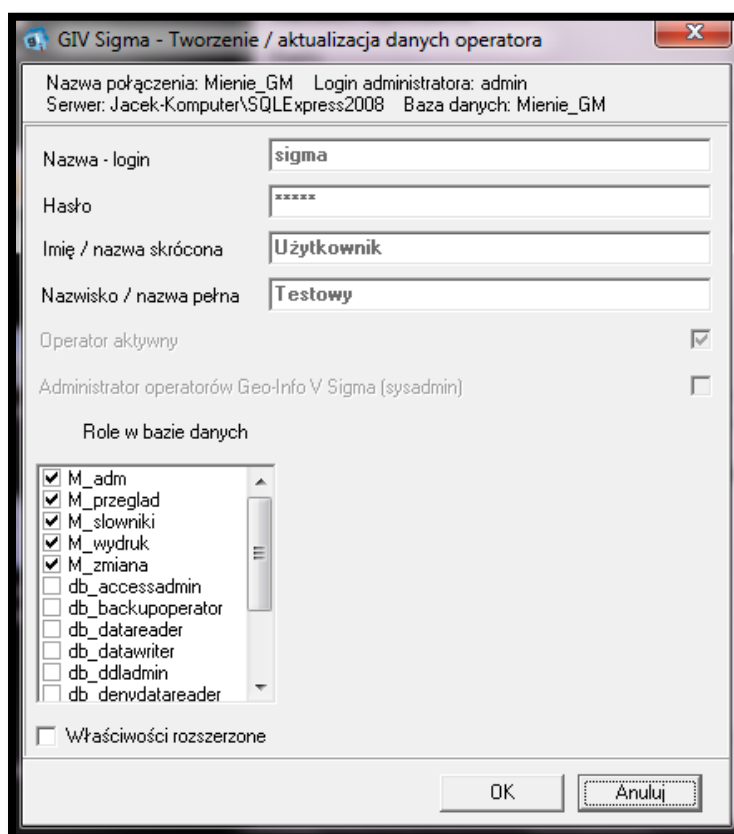 GIV Sigma - Tworzenie / aktualizacja danych operatora
Nazwa połączenia: Mienie_GM Login administratora: admin
Serwer: Jacek-Komputer\SQLExpress2008 Baza danych: Mienie_GM
Nazwa - login sigma
Hasło *****
Imię / nazwa skrócona Użytkownik
Nazwisko / nazwa pełna Testowy
Operator aktywny
Administrator operatorów Geo-Info V Sigma (sysadmin)
Role w bazie danych
M_adm
M_przeglad
M_slowniki
M_wydruk
M_zmiana
db_accessadmin
db_backupoperator
db_datareader
db_datawriter
db_ddladmin
db_denydatareader
Właściwości rozszerzone
OK Anuluj